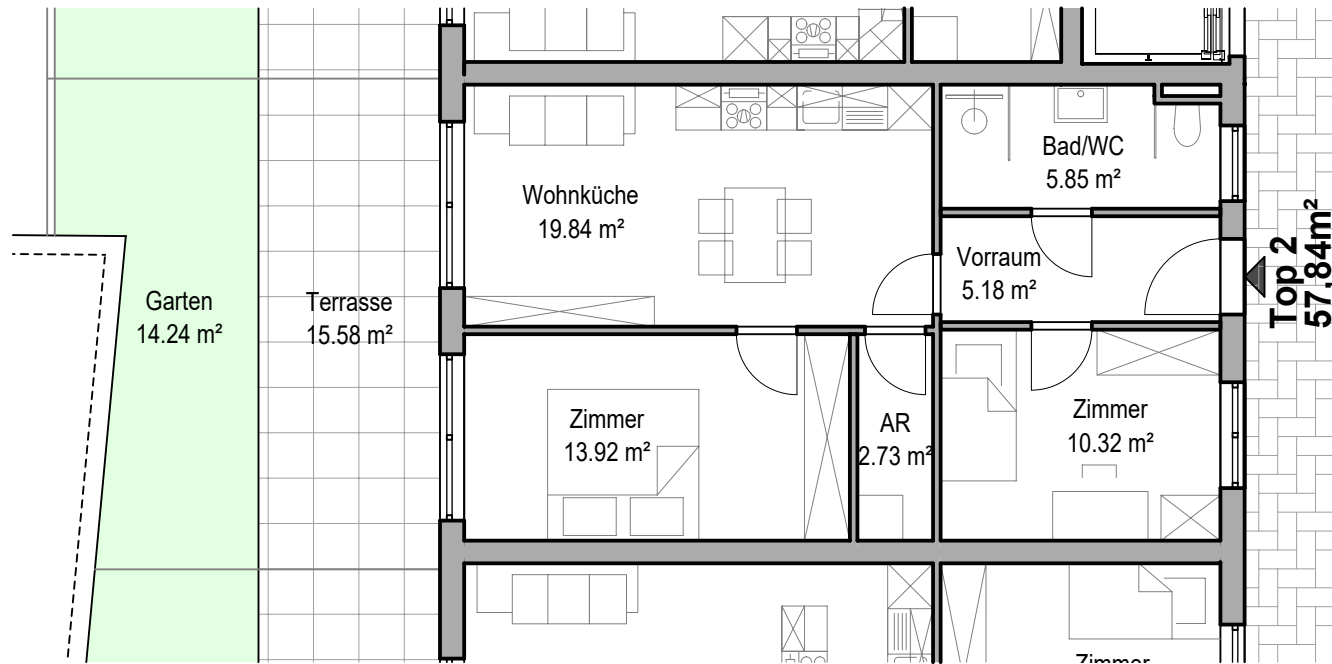 Bad/WC
5.85 m²
Wohnküche
19.84 m²
Vorraum
5.18 m²
Top 2
57,84m²
Garten
14.24 m²
Terrasse
15.58 m²
Zimmer
13.92 m²
AR
2.73 m²
Zimmer
10.32 m²
Zimmer